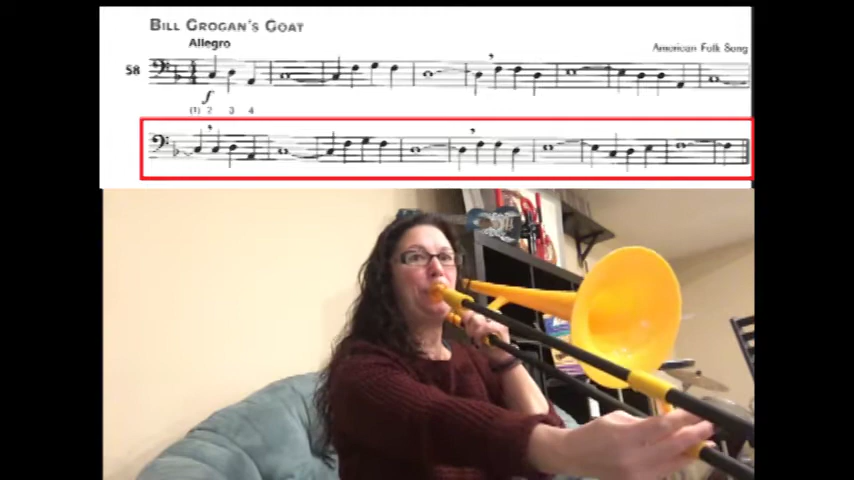 BILL GROGAN'S GOAT
Allegro
American Folk Song
58
f
(1) 2 3 4